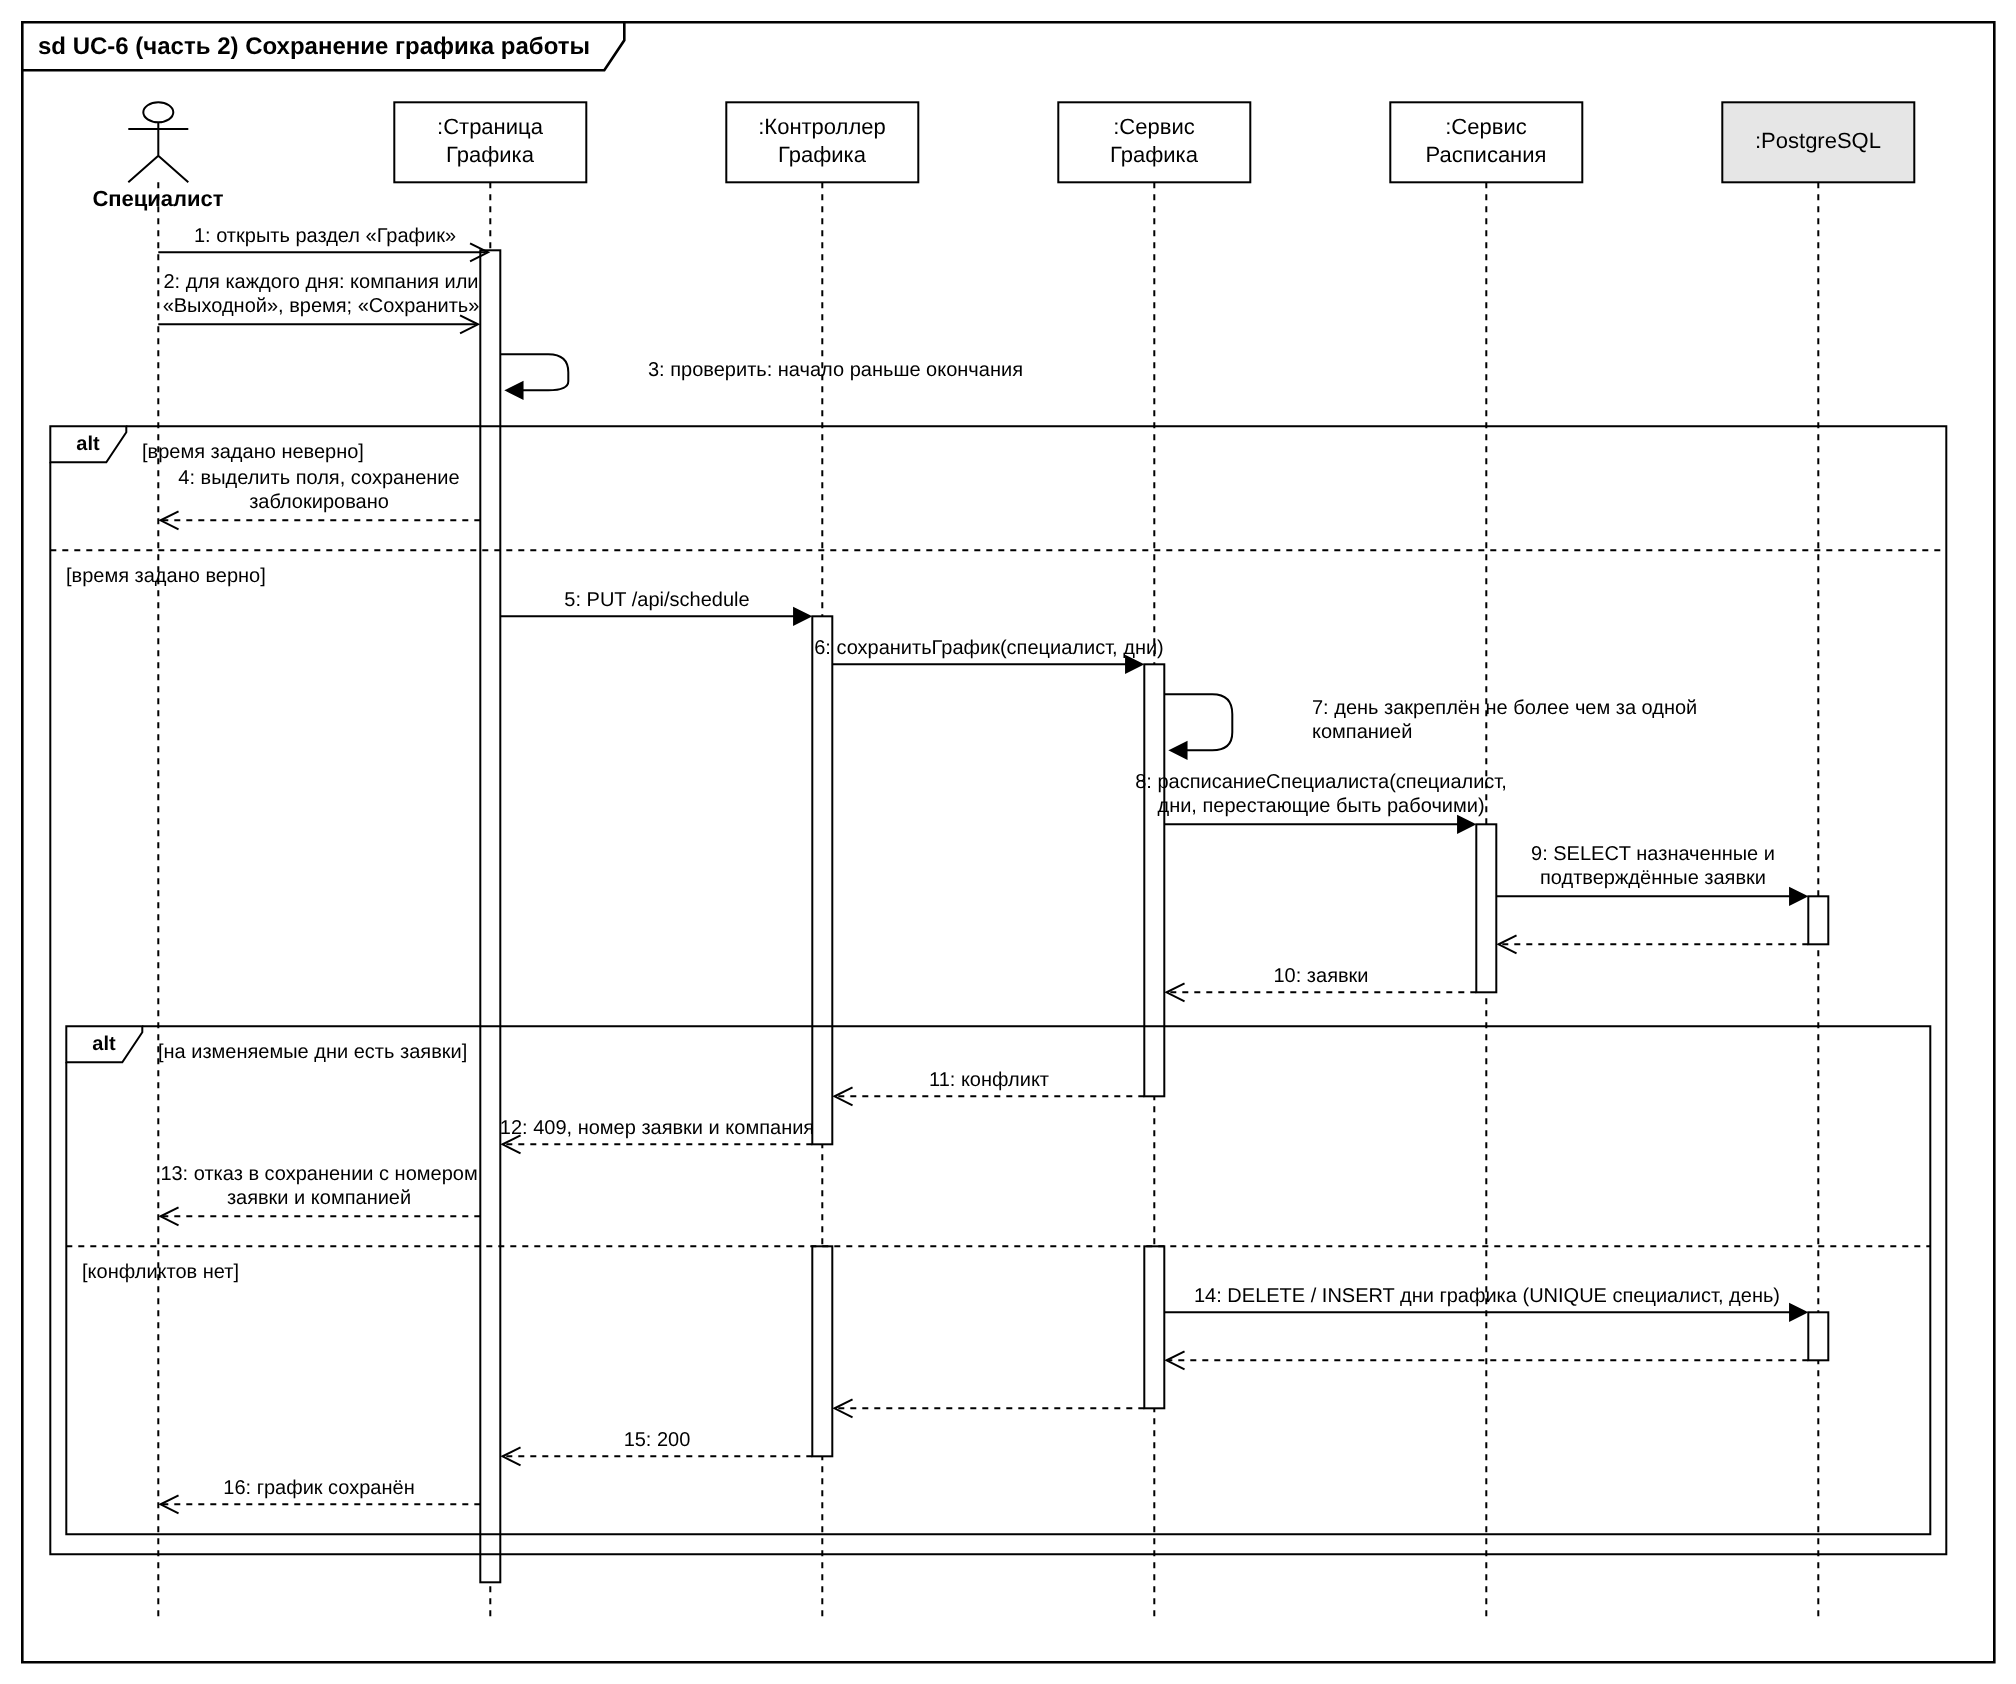 sd UC-6 (часть 2) Сохранение графика работы
Специалист
:Страница
Графика
:Контроллер
Графика
:Сервис
Графика
:Сервис
Расписания
:PostgreSQL
1: открыть раздел «График»
2: для каждого дня: компания или
«Выходной», время; «Сохранить»
3: проверить: начало раньше окончания
alt
[время задано неверно]
4: выделить поля, сохранение
заблокировано
[время задано верно]
5: PUT /api/schedule
6: сохранитьГрафик(специалист, дни)
7: день закреплён не более чем за одной
компанией
8: расписаниеСпециалиста(специалист,
дни, перестающие быть рабочими)
9: SELECT назначенные и
подтверждённые заявки
10: заявки
alt
[на изменяемые дни есть заявки]
11: конфликт
12: 409, номер заявки и компания
13: отказ в сохранении с номером
заявки и компанией
[конфликтов нет]
14: DELETE / INSERT дни графика (UNIQUE специалист, день)
15: 200
16: график сохранён